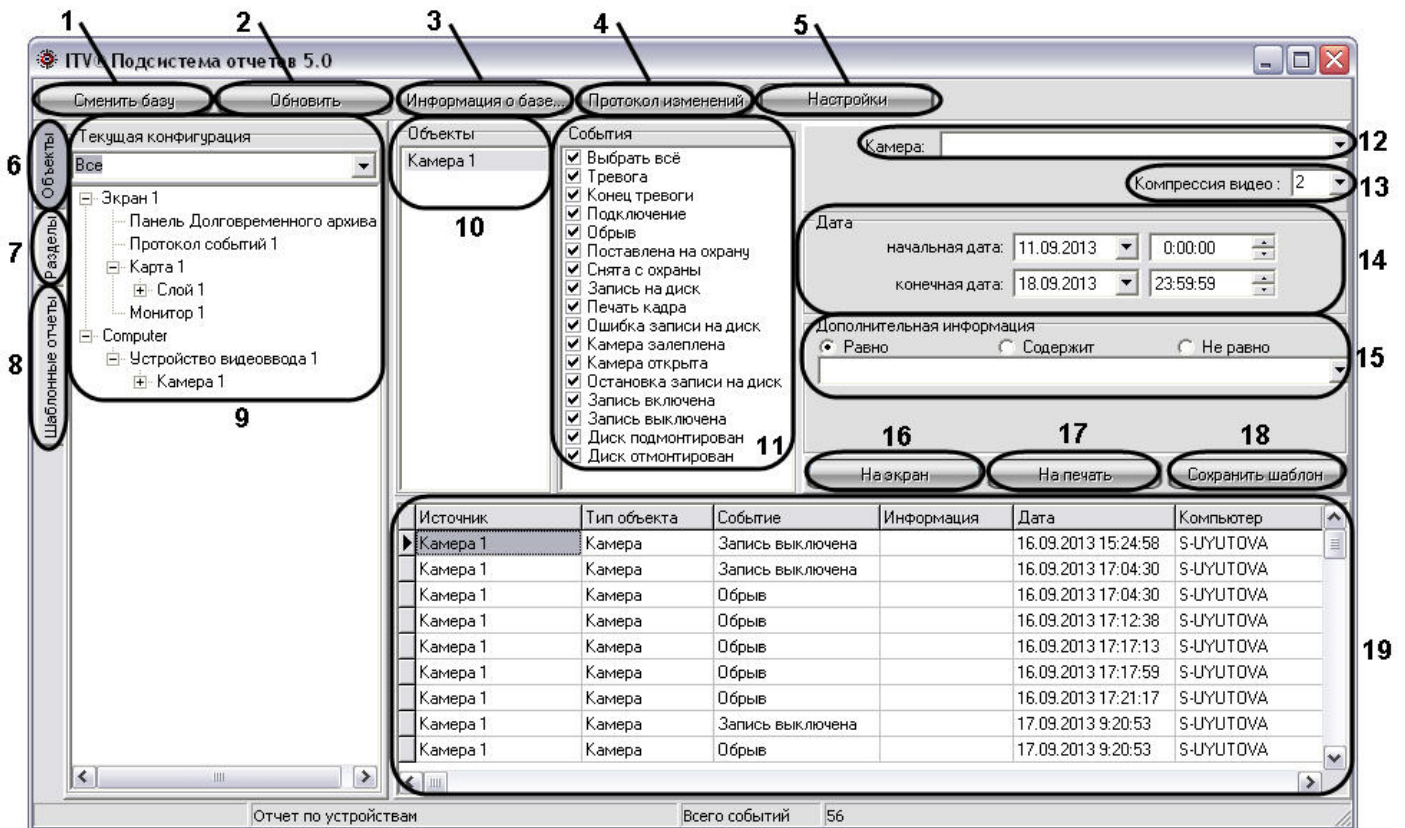 1 2 3 4 5
ITV® Подсистема отчетов 5.0
Сменить базу Обновить Информация о базе... Протокол изменений Настройки
6 Объекты
7 Разделы
8 Шаблонные отчеты
Текущая конфигурация
Все
Экран 1
Панель Долговременного архива
Протокол событий 1
Карта 1
Слой 1
Монитор 1
Computer
Устройство видеоввода 1
Камера 1
9
Объекты
Камера 1
10
События
Выбрать всё
Тревога
Конец тревоги
Подключение
Обрыв
Поставлена на охрану
Снята с охраны
Запись на диск
Печать кадра
Ошибка записи на диск
Камера залеплена
Камера открыта
Остановка записи на диск
Запись включена
Запись выключена
Диск подмонтирован
Диск отмонтирован
11
Камера: 12
Компрессия видео : 2 13
Дата
начальная дата: 11.09.2013 0:00:00
14
конечная дата: 18.09.2013 23:59:59
Дополнительная информация
Равно Содержит Не равно
15
16 17 18
На экран На печать Сохранить шаблон
Источник Тип объекта Событие Информация Дата Компьютер
Камера 1 Камера Запись выключена 16.09.2013 15:24:58 S-UYUTOVA
Камера 1 Камера Запись выключена 16.09.2013 17:04:30 S-UYUTOVA
Камера 1 Камера Обрыв 16.09.2013 17:04:30 S-UYUTOVA
Камера 1 Камера Обрыв 16.09.2013 17:12:38 S-UYUTOVA
Камера 1 Камера Обрыв 16.09.2013 17:17:13 S-UYUTOVA
19
Камера 1 Камера Обрыв 16.09.2013 17:17:59 S-UYUTOVA
Камера 1 Камера Обрыв 16.09.2013 17:21:17 S-UYUTOVA
Камера 1 Камера Запись выключена 17.09.2013 9:20:53 S-UYUTOVA
Камера 1 Камера Обрыв 17.09.2013 9:20:53 S-UYUTOVA
Отчет по устройствам Всего событий 56